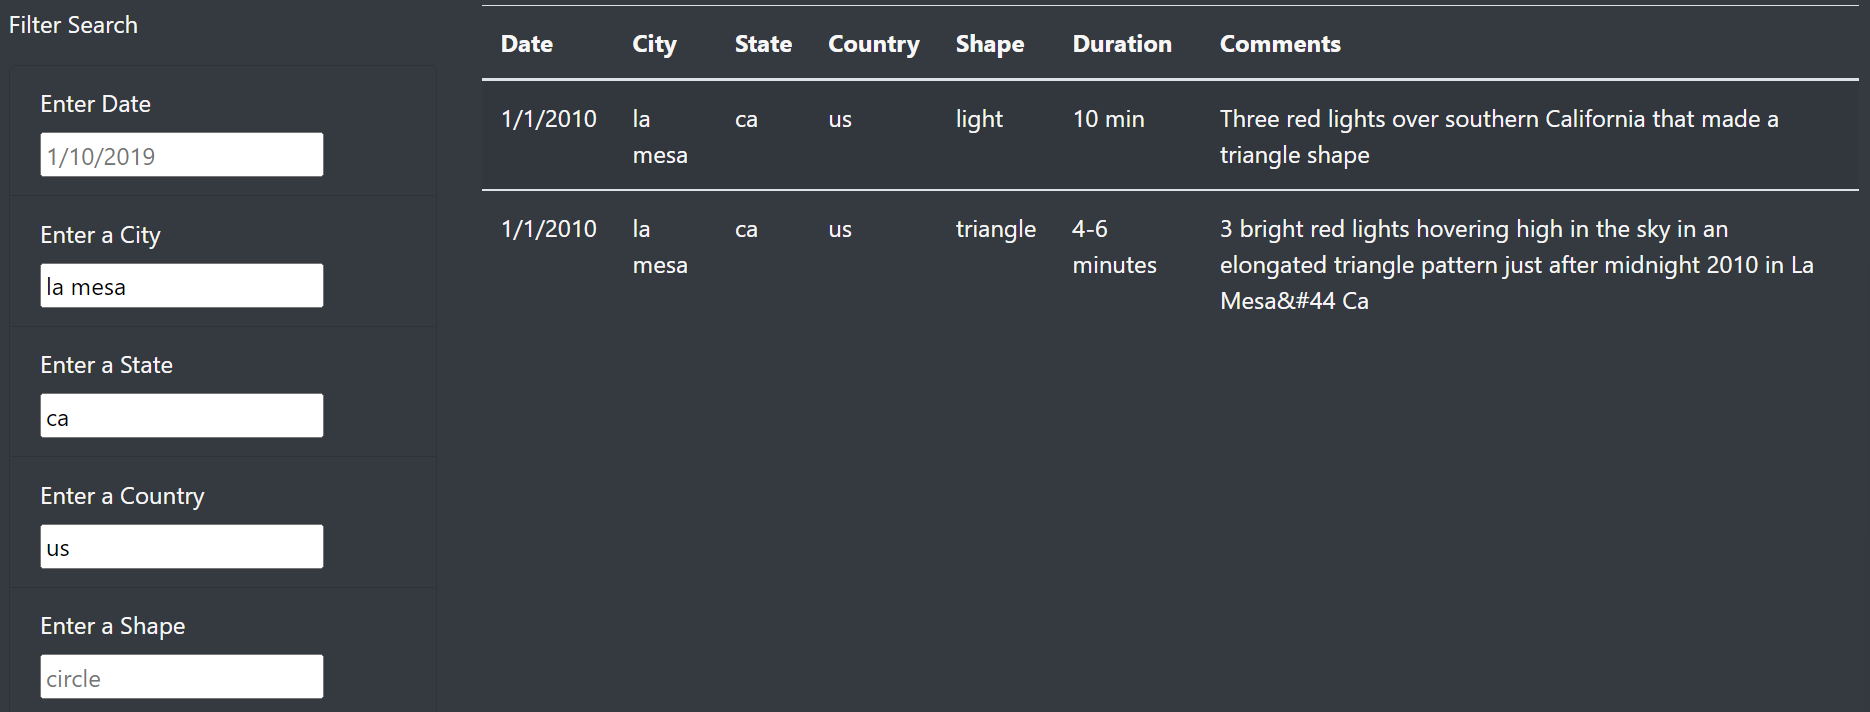 Filter Search
Enter Date
1/10/2019
Enter a City
la mesa
Enter a State
ca
Enter a Country
us
Enter a Shape
circle
Date City State Country Shape Duration Comments
1/1/2010 la ca us light 10 min Three red lights over southern California that made a
mesa triangle shape
1/1/2010 la ca us triangle 4-6 3 bright red lights hovering high in the sky in an
mesa minutes elongated triangle pattern just after midnight 2010 in La
Mesa&#44 Ca